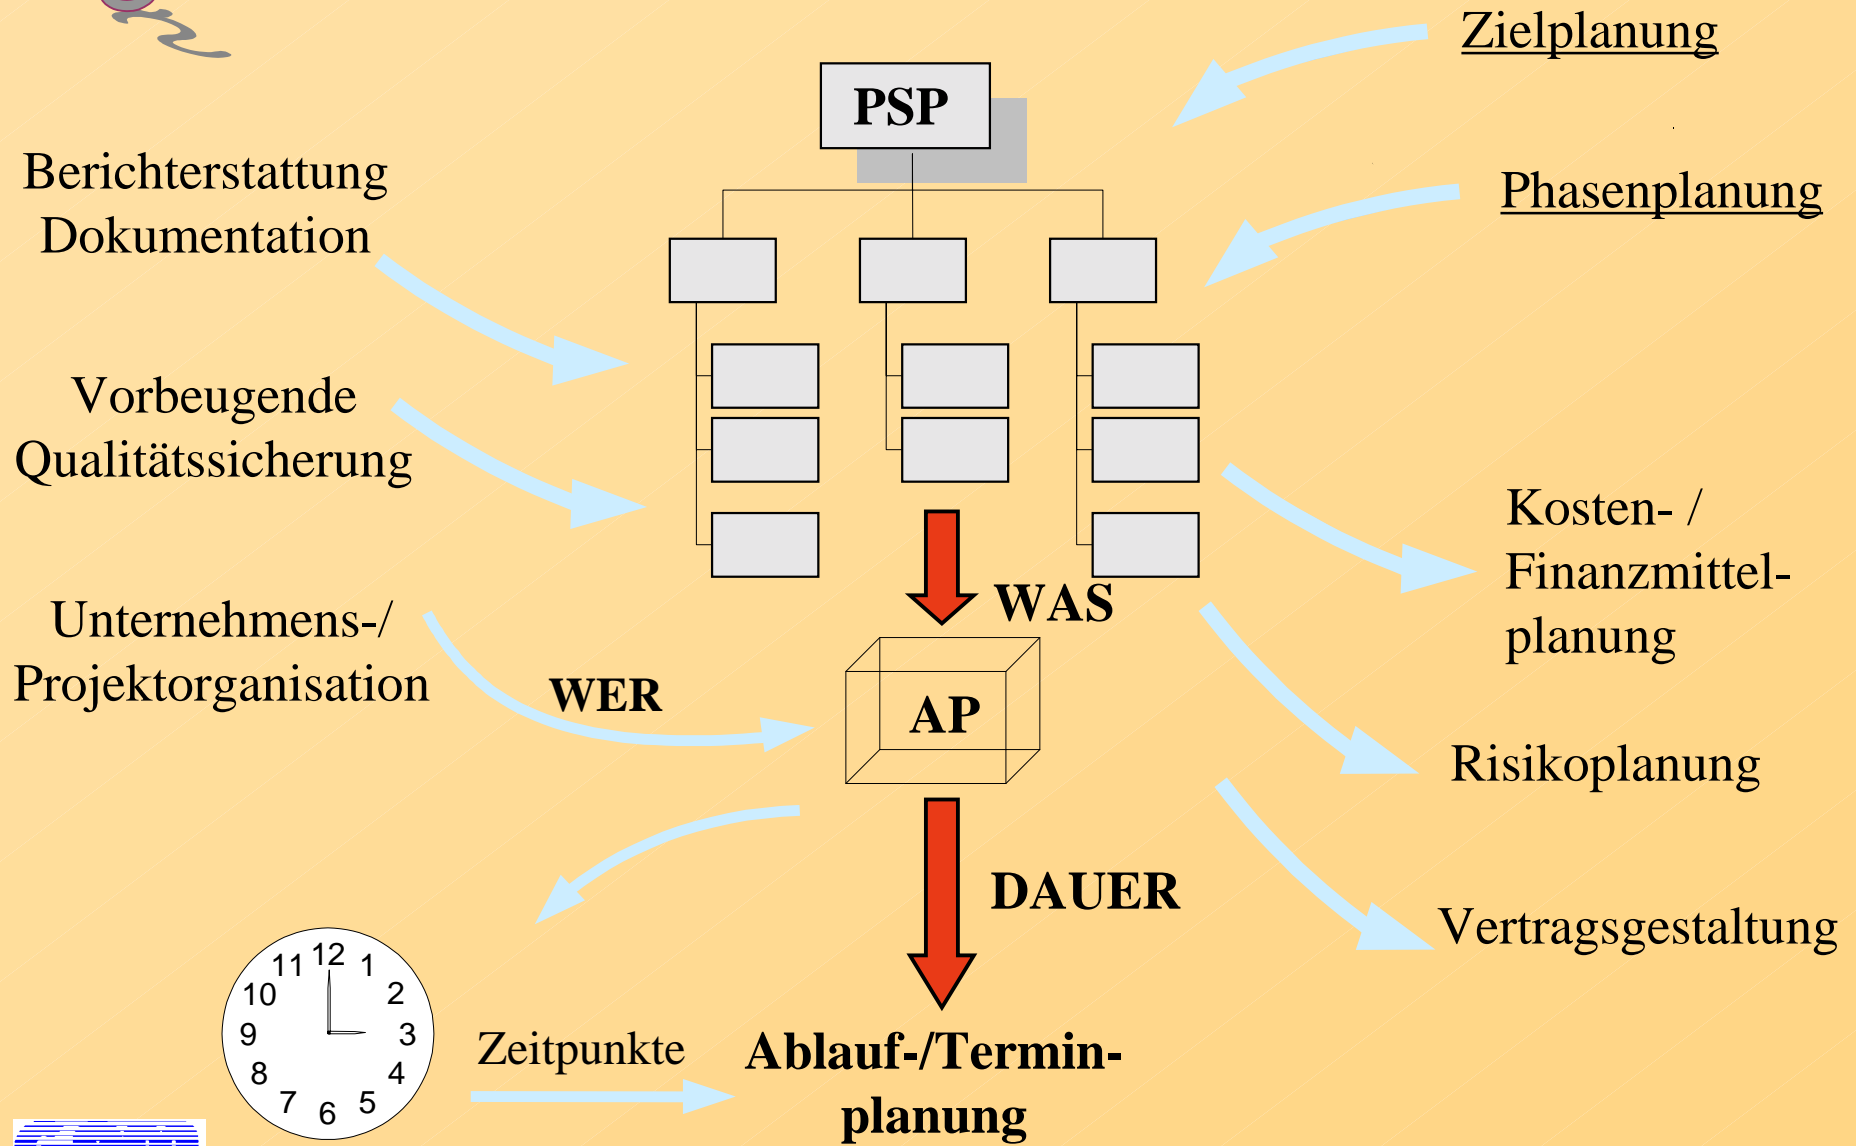 Zielplanung
PSP
Berichterstattung
Dokumentation
Phasenplanung
Vorbeugende
Qualitätssicherung
Kosten- /
Finanzmittel-
planung
WAS
Unternehmens-/
Projektorganisation
WER
AP
Risikoplanung
DAUER
Vertragsgestaltung
12
1
2
3
4
5
6
7
8
9
10
11
Zeitpunkte
Ablauf-/Termin-
planung